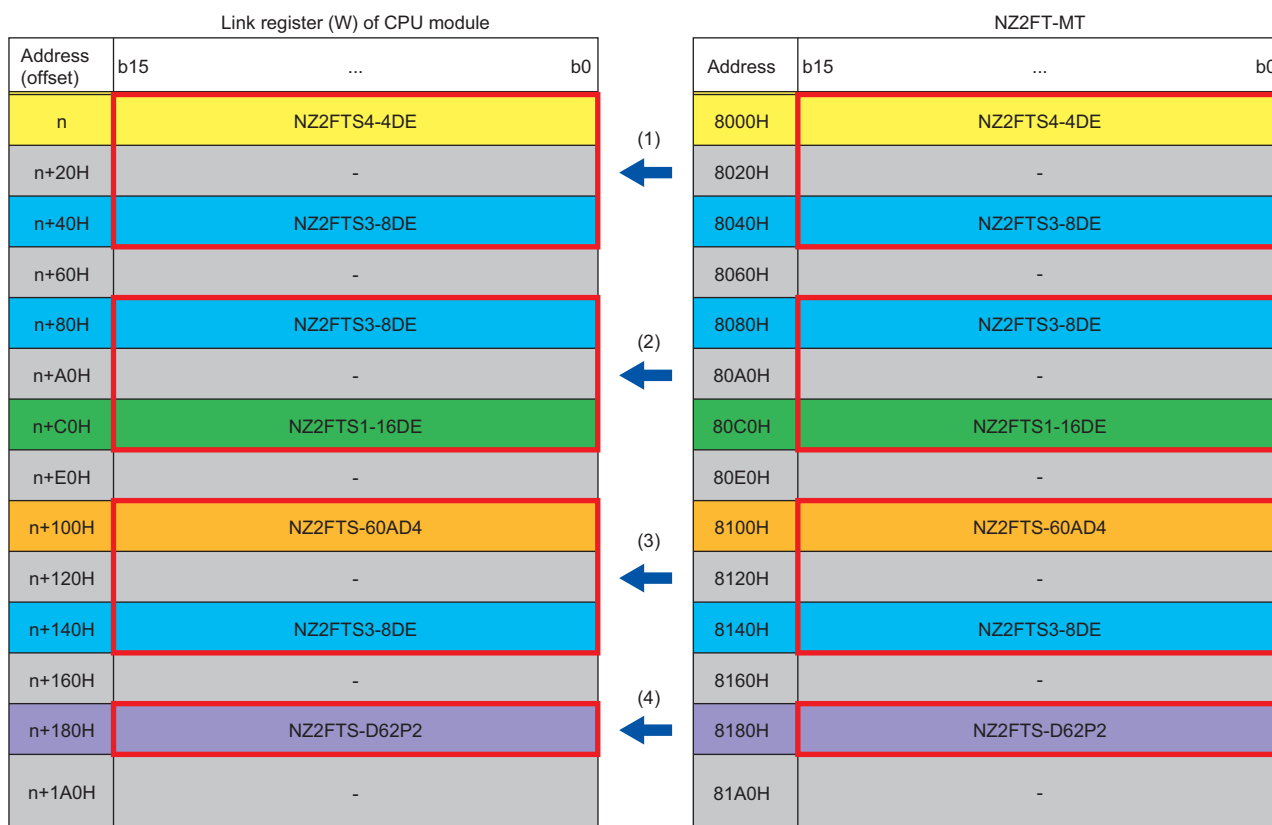 Link register (W) of CPU module NZ2FT-MT
Address (offset) b15 ... b0 Address b15 ... b0
n NZ2FTS4-4DE 8000H NZ2FTS4-4DE
(1)
n+20H - 8020H -
n+40H NZ2FTS3-8DE 8040H NZ2FTS3-8DE
n+60H - 8060H -
n+80H NZ2FTS3-8DE 8080H NZ2FTS3-8DE
(2)
n+A0H - 80A0H -
n+C0H NZ2FTS1-16DE 80C0H NZ2FTS1-16DE
n+E0H - 80E0H -
n+100H NZ2FTS-60AD4 8100H NZ2FTS-60AD4
(3)
n+120H - 8120H -
n+140H NZ2FTS3-8DE 8140H NZ2FTS3-8DE
n+160H - 8160H -
(4)
n+180H NZ2FTS-D62P2 8180H NZ2FTS-D62P2
n+1A0H - 81A0H -